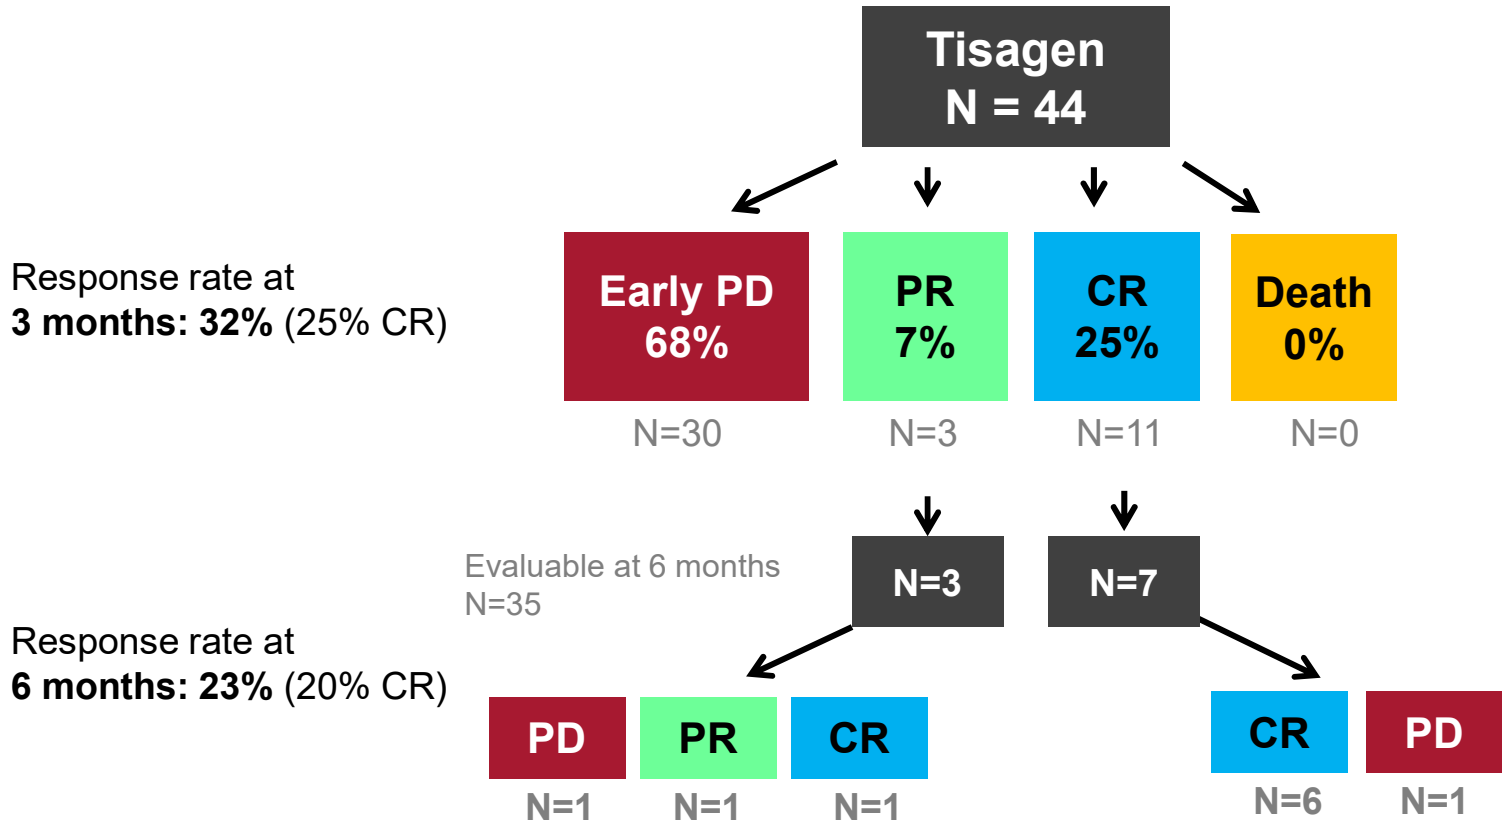 Tisagen
N = 44
Response rate at
3 months: 32% (25% CR)
Early PD
68%
PR
7%
CR
25%
Death
0%
N=30
N=3
N=11
N=0
Evaluable at 6 months
N=35
N=3
N=7
Response rate at
6 months: 23% (20% CR)
PD
PR
CR
CR
PD
N=1
N=1
N=1
N=6
N=1